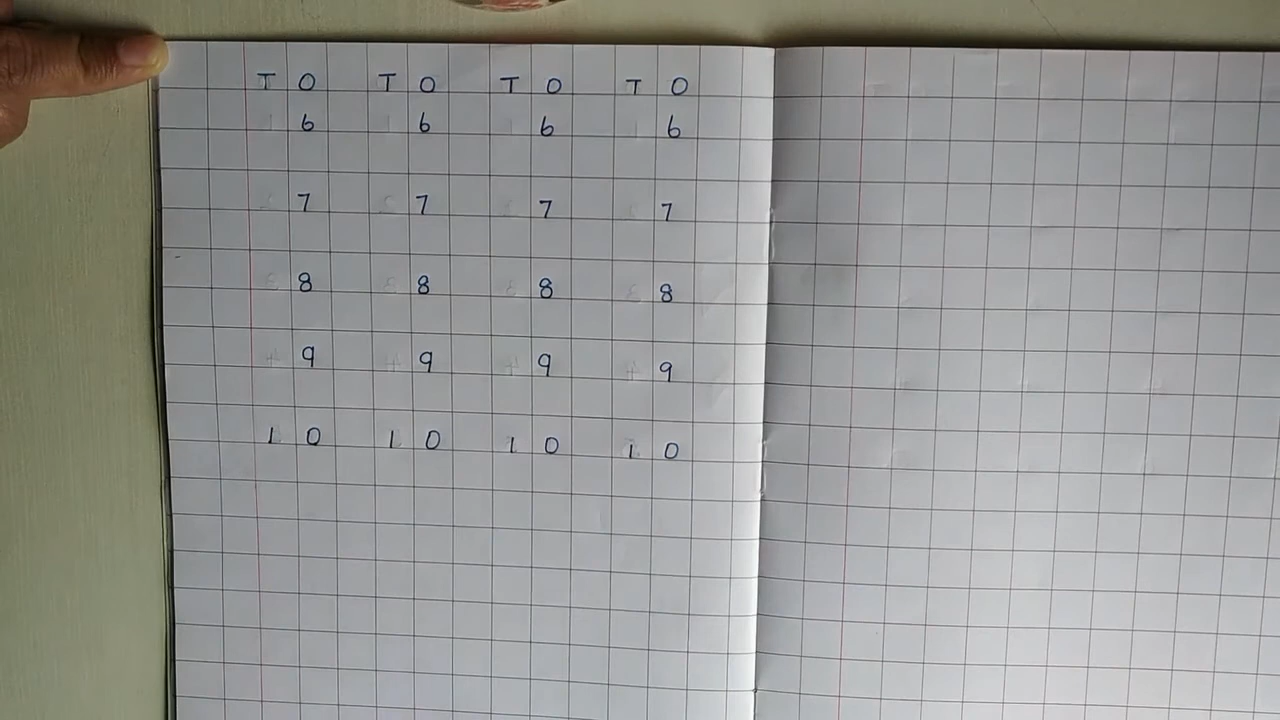 T O T O T O T O
6 6 6 6
7 7 7 7
8 8 8 8
9 9 9 9
1 0 1 0 1 0 1 0